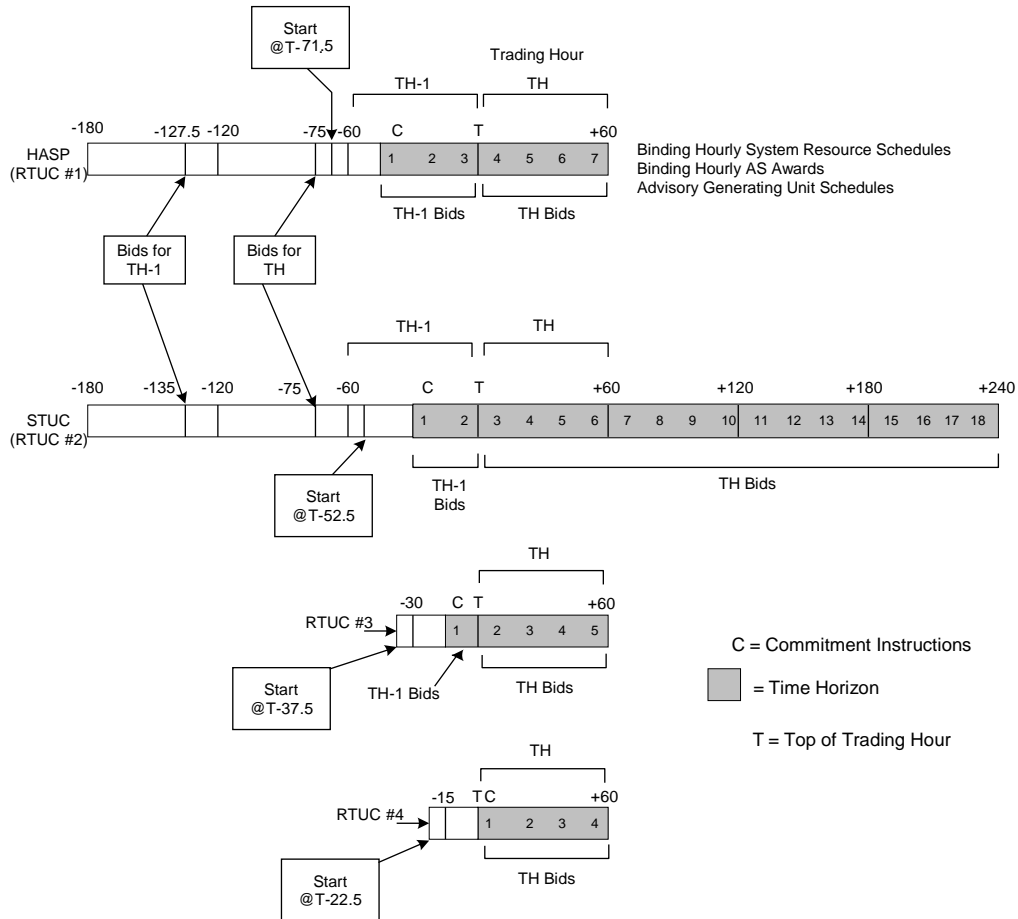 Start
@T-71,5
Trading Hour
TH-1 TH
-180 -127.5 -120 -75 -60 C T +60
HASP
(RTUC #1)
1 2 3 4 5 6 7
Binding Hourly System Resource Schedules
Binding Hourly AS Awards
Advisory Generating Unit Schedules
TH-1 Bids TH Bids
Bids for
TH-1
Bids for
TH
TH-1 TH
-180 -135 -120 -75 -60 C T +60 +120 +180 +240
STUC
(RTUC #2)
1 2 3 4 5 6 7 8 9 10 11 12 13 14 15 16 17 18
TH-1
Bids
TH Bids
Start
@T-52.5
TH
-30 C T +60
RTUC #3
1 2 3 4 5
TH-1 Bids TH Bids
Start
@T-37.5
C = Commitment Instructions
= Time Horizon
T = Top of Trading Hour
TH
-15 T C +60
RTUC #4
1 2 3 4
TH Bids
Start
@T-22.5